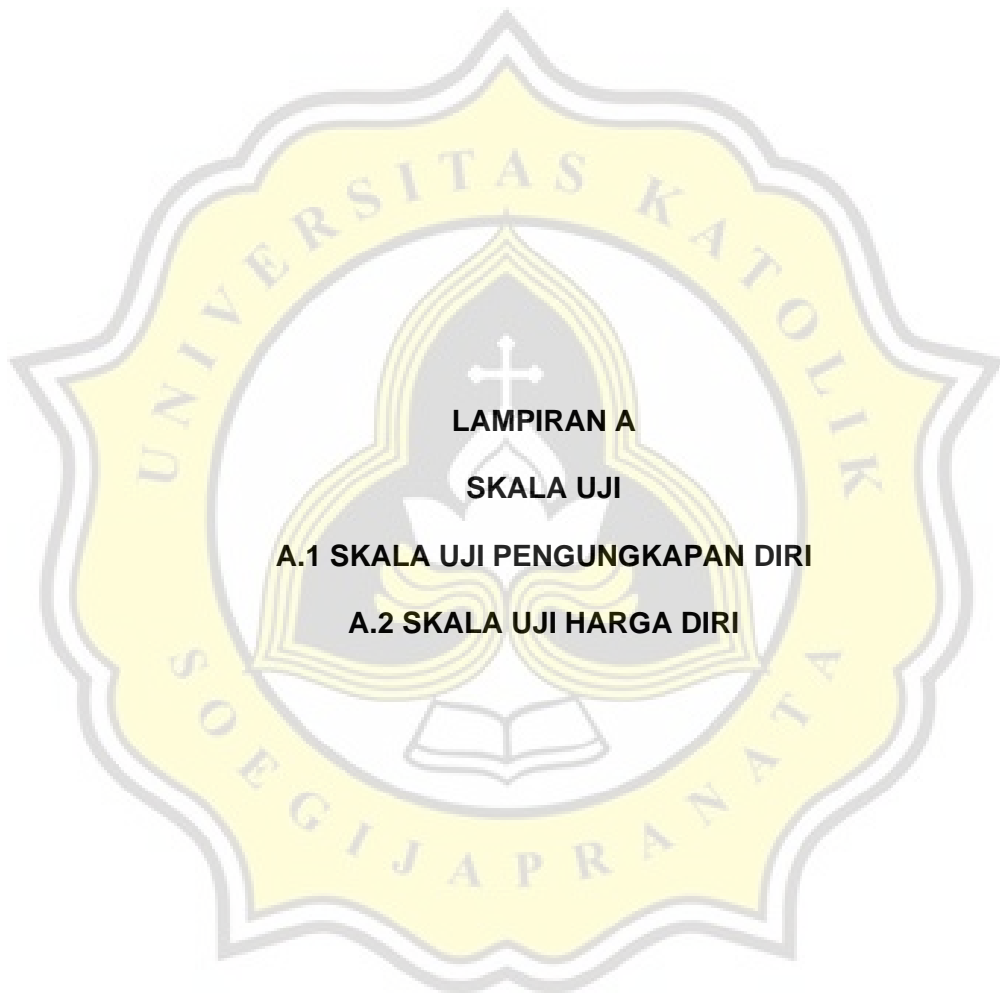 UNIVERSITAS KATOLIK
LAMPIRAN A
SKALA UJI
A.1 SKALA UJI PENGUNGKAPAN DIRI
A.2 SKALA UJI HARGA DIRI
SOEGIJAPRANATA